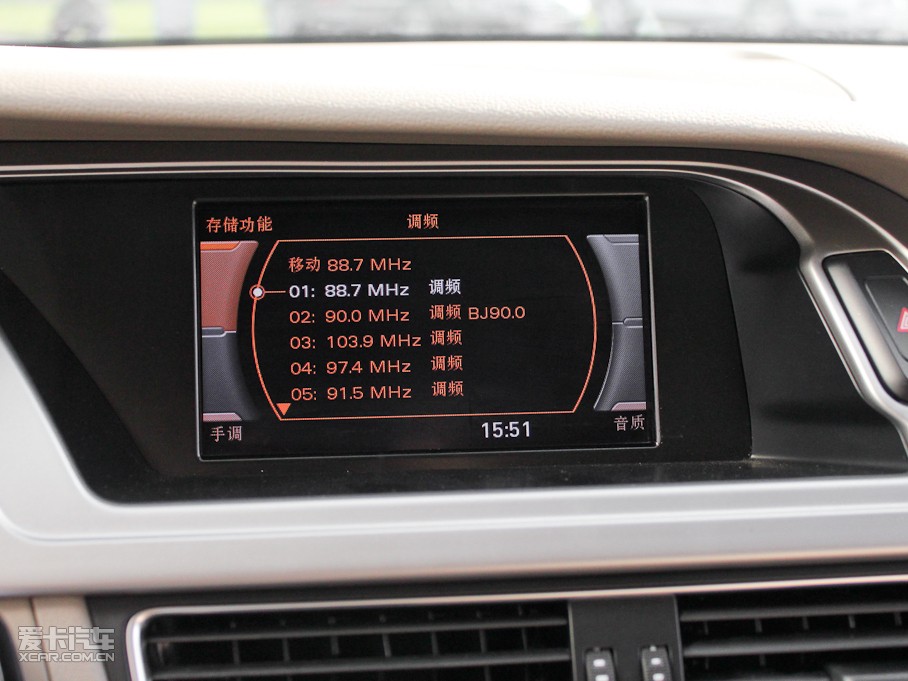 存储功能 调频
移动 88.7 MHz
01: 88.7 MHz 调频
02: 90.0 MHz 调频 BJ90.0
03: 103.9 MHz 调频
04: 97.4 MHz 调频
05: 91.5 MHz 调频
手调 15:51 音质
爱卡汽车
XCAR.COM.CN